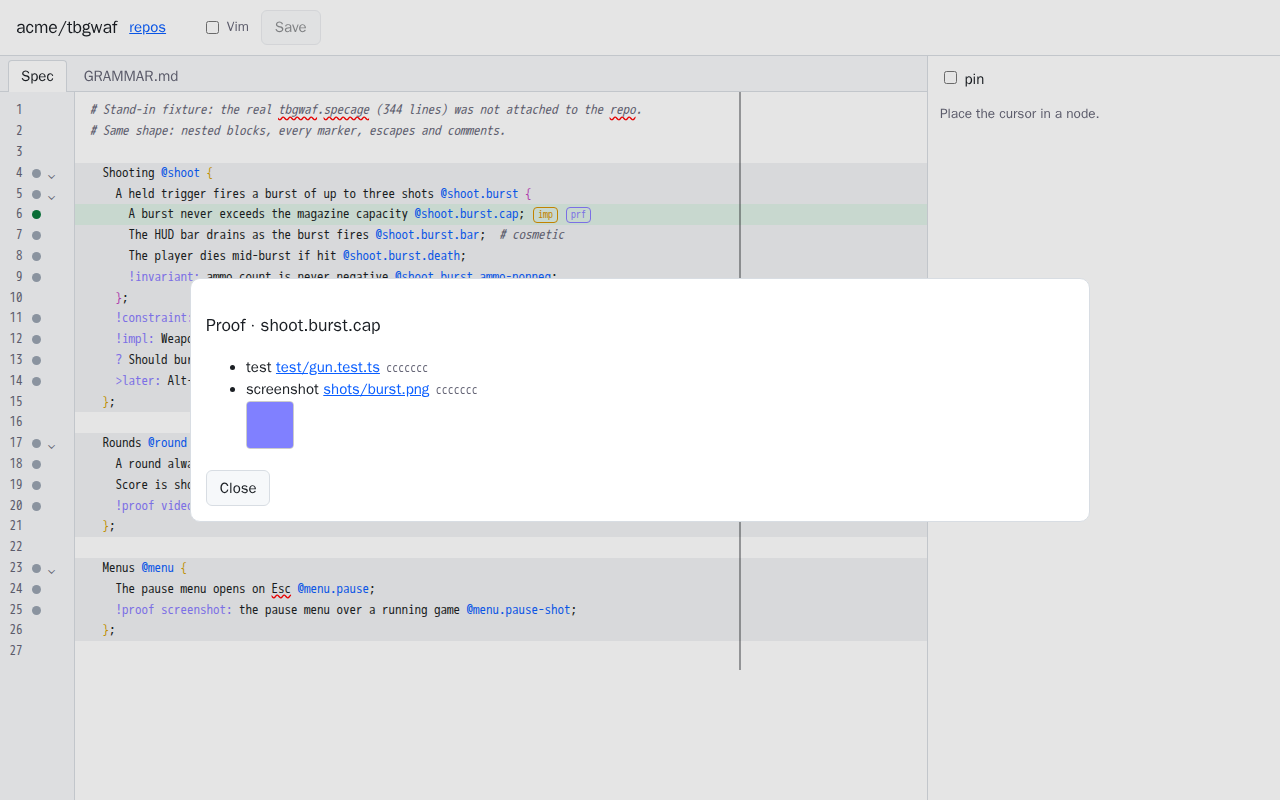 acme/tbgwaf repos Vim Save
Spec GRAMMAR.md
pin
Place the cursor in a node.
1 # Stand-in fixture: the real tbgwaf.specage (344 lines) was not attached to the repo.
2 # Same shape: nested blocks, every marker, escapes and comments.
3
4 Shooting @shoot {
5 A held trigger fires a burst of up to three shots @shoot.burst {
6 A burst never exceeds the magazine capacity @shoot.burst.cap; imp prf
7 The HUD bar drains as the burst fires @shoot.burst.bar; # cosmetic
8 The player dies mid-burst if hit @shoot.burst.death;
9 !invariant: ammo count is never negative @shoot.burst.ammo-nonneg;
10 };
11 !constraint:
12 !impl: Weapo
13 ? Should bur
14 >later: Alt-
15 };
16
17 Rounds @round
18 A round alwa
19 Score is sho
20 !proof video
21 };
22
23 Menus @menu {
24 The pause menu opens on Esc @menu.pause;
25 !proof screenshot: the pause menu over a running game @menu.pause-shot;
26 };
27
Proof · shoot.burst.cap
test test/gun.test.ts ccccccc
screenshot shots/burst.png ccccccc
Close